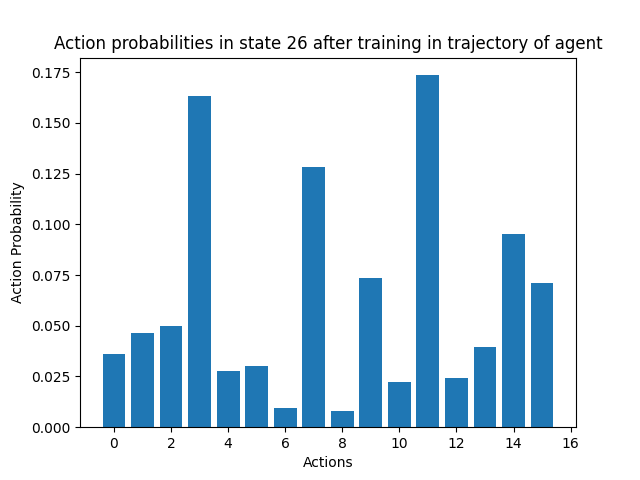 Action probabilities in state 26 after training in trajectory of agent
0.175
0.150
0.125
0.100
0.075
0.050
0.025
0.000
Action Probability
0 2 4 6 8 10 12 14 16
Actions